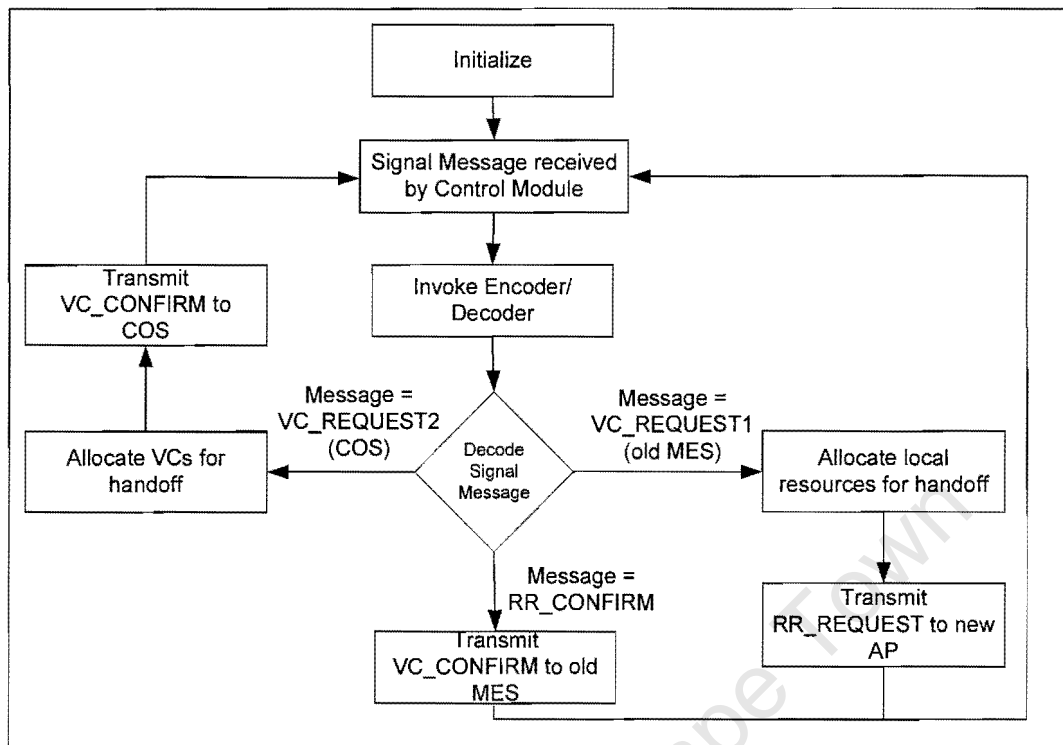 Initialize
Signal Message received
by Control Module
Invoke Encoder/
Decoder
Transmit
VC_CONFIRM to
COS
Message =
VC_REQUEST2
(COS)
Message =
VC_REQUEST1
(old MES)
Decode
Signal
Message
Allocate VCs for
handoff
Allocate local
resources for handoff
Message =
RR_CONFIRM
Transmit
VC_CONFIRM to old
MES
Transmit
RR_REQUEST to new
AP
Town